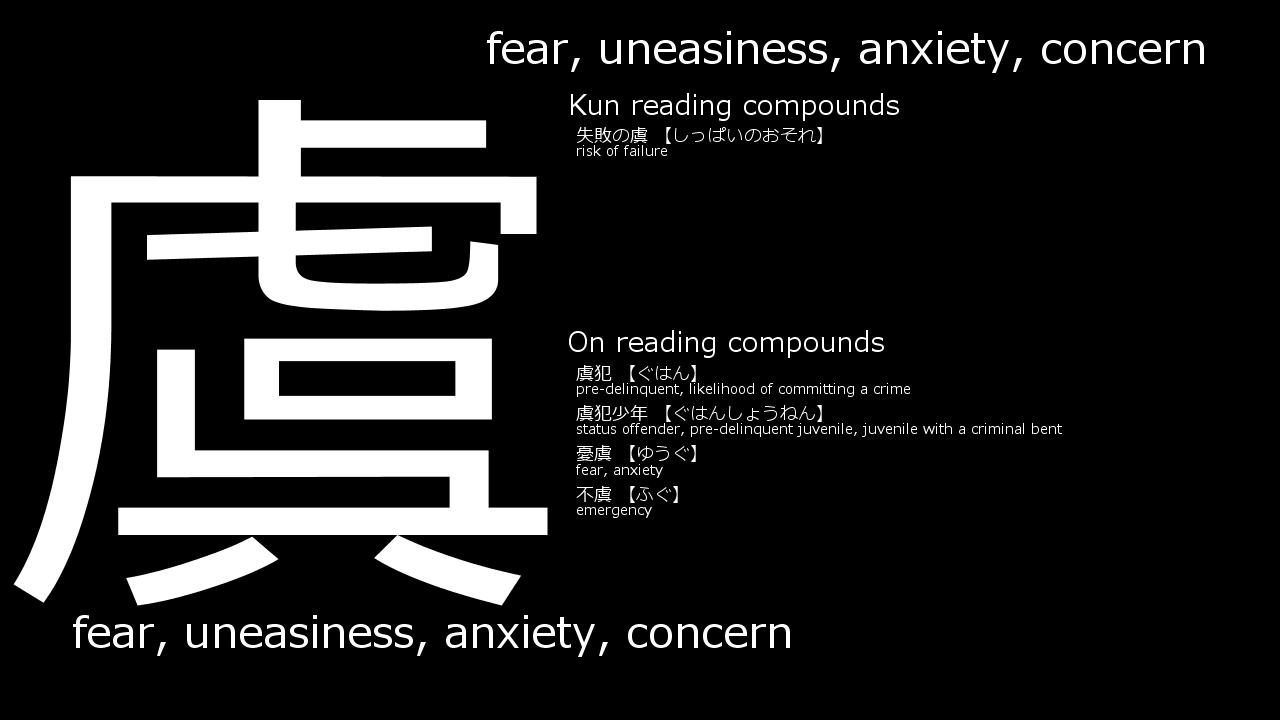 fear, uneasiness, anxiety, concern
虞
Kun reading compounds
失敗の虞 【しっぱいのおそれ】
risk of failure
On reading compounds
虞犯 【ぐはん】
pre-delinquent, likelihood of committing a crime
虞犯少年 【ぐはんしょうねん】
status offender, pre-delinquent juvenile, juvenile with a criminal bent
憂虞 【ゆうぐ】
fear, anxiety
不虞 【ふぐ】
emergency
fear, uneasiness, anxiety, concern